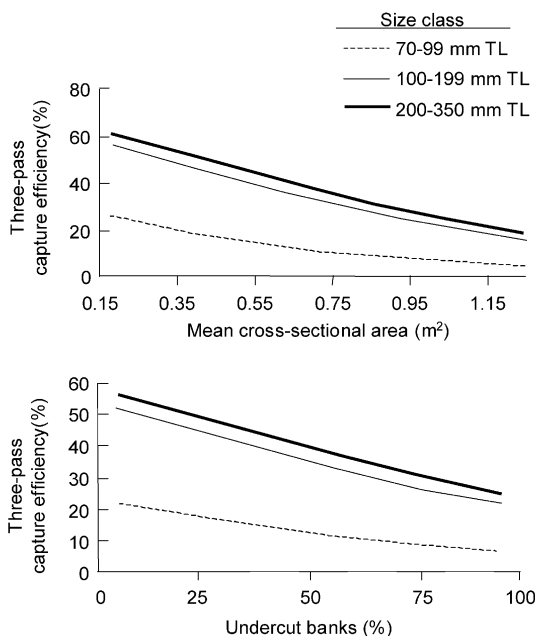 Size class
70-99 mm TL
100-199 mm TL
200-350 mm TL
Three-pass
capture efficiency(%)
80
60
40
20
0
0.15 0.35 0.55 0.75 0.95 1.15
Mean cross-sectional area (m²)
Three-pass
capture efficiency(%)
60
50
40
30
20
10
0
0 25 50 75 100
Undercut banks (%)